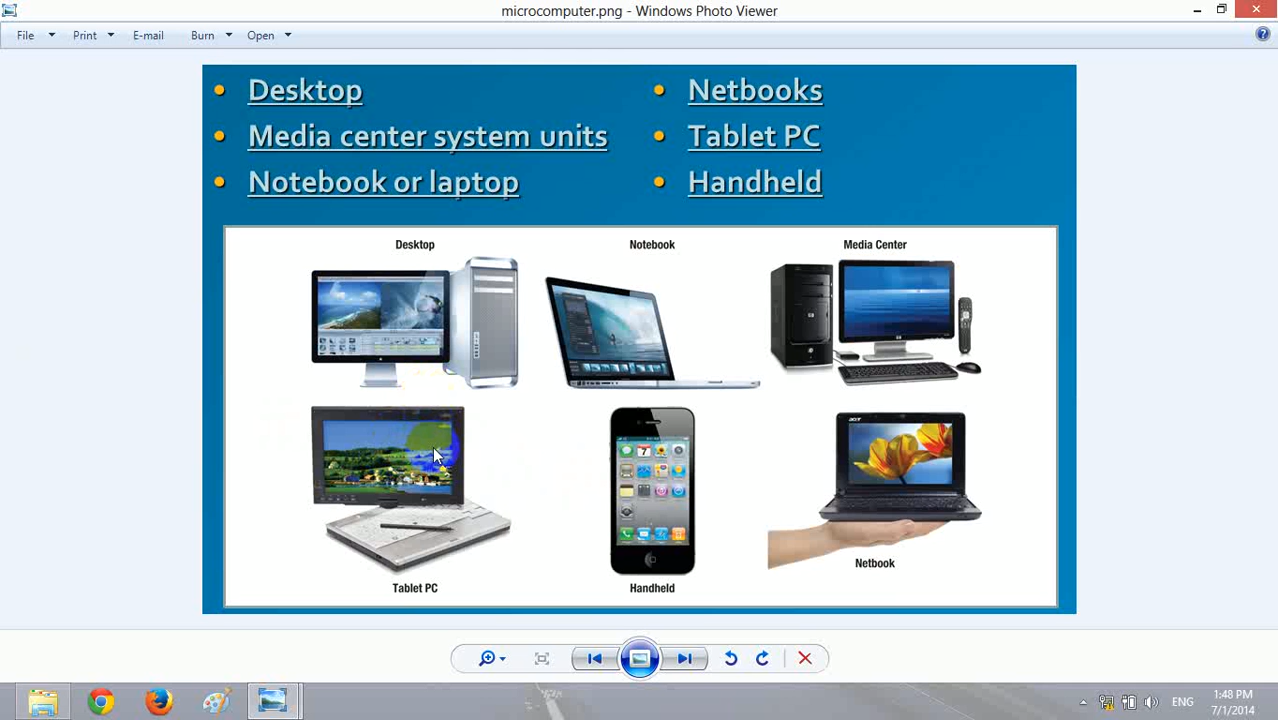 microcomputer.png - Windows Photo Viewer
File Print E-mail Burn Open
Desktop
Media center system units
Notebook or laptop
Netbooks
Tablet PC
Handheld
Desktop Notebook Media Center
acer
Tablet PC Handheld Netbook
ENG
1:48 PM
7/1/2014